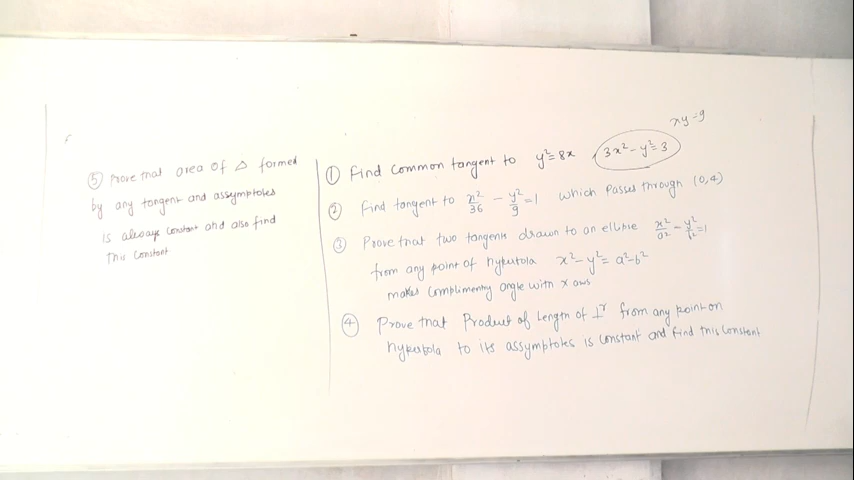 xy=9
① Find Common tangent to y²=8x 3x²-y²=3
② Find tangent to x²/36 - y²/9 =1 which passes through (0,4)
③ Prove that two tangents drawn to an ellibse x²/a² - y²/b² =1
from any point of hyperbola x²-y²= a²-b²
makes complimentry angle with x axis
④ Prove that Product of Length of ⊥r from any point on
hyperbola to its assymptotes is constant and find this constant
⑤ Prove that area of △ formed
by any tangent and assymptotes
is always constant and also find
this constant